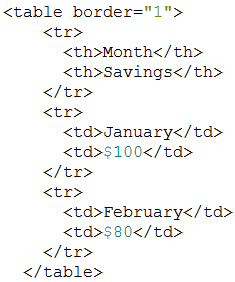 <table border="1">
    <tr>
      <th>Month</th>
      <th>Savings</th>
    </tr>
    <tr>
      <td>January</td>
      <td>$100</td>
    </tr>
    <tr>
      <td>February</td>
      <td>$80</td>
    </tr>
  </table>